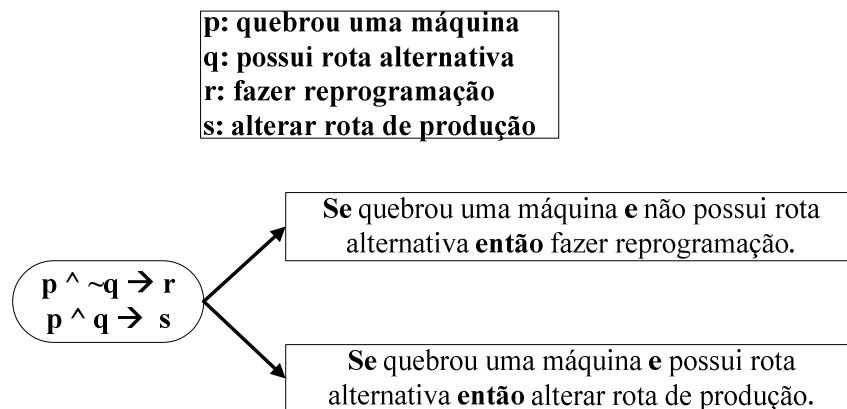 p: quebrou uma máquina
q: possui rota alternativa
r: fazer reprogramação
s: alterar rota de produção
Se quebrou uma máquina e não possui rota
alternativa então fazer reprogramação.
p ^ ~q → r
p ^ q → s
Se quebrou uma máquina e possui rota
alternativa então alterar rota de produção.